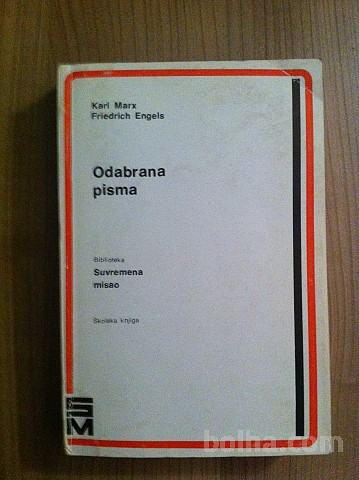 Karl Marx
Friedrich Engels
Odabrana
pisma
Biblioteka
Suvremena
misao
Školska knjiga
SM
bolha.com